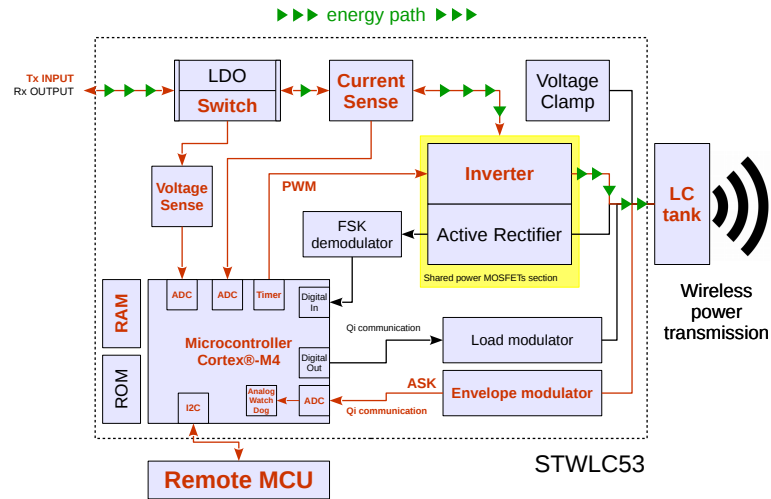 energy path
Tx INPUT
Rx OUTPUT
LDO
Switch
Current
Sense
Voltage
Clamp
Voltage
Sense
PWM
Inverter
Active Rectifier
Shared power MOSFETs section
LC
tank
FSK
demodulator
Wireless
power
transmission
RAM
ROM
ADC
ADC
Timer
Digital
In
Microcontroller
Cortex®-M4
Digital
Out
Qi communication
Load modulator
I2C
Analog
Watch
Dog
ADC
ASK
Qi communication
Envelope modulator
Remote MCU
STWLC53